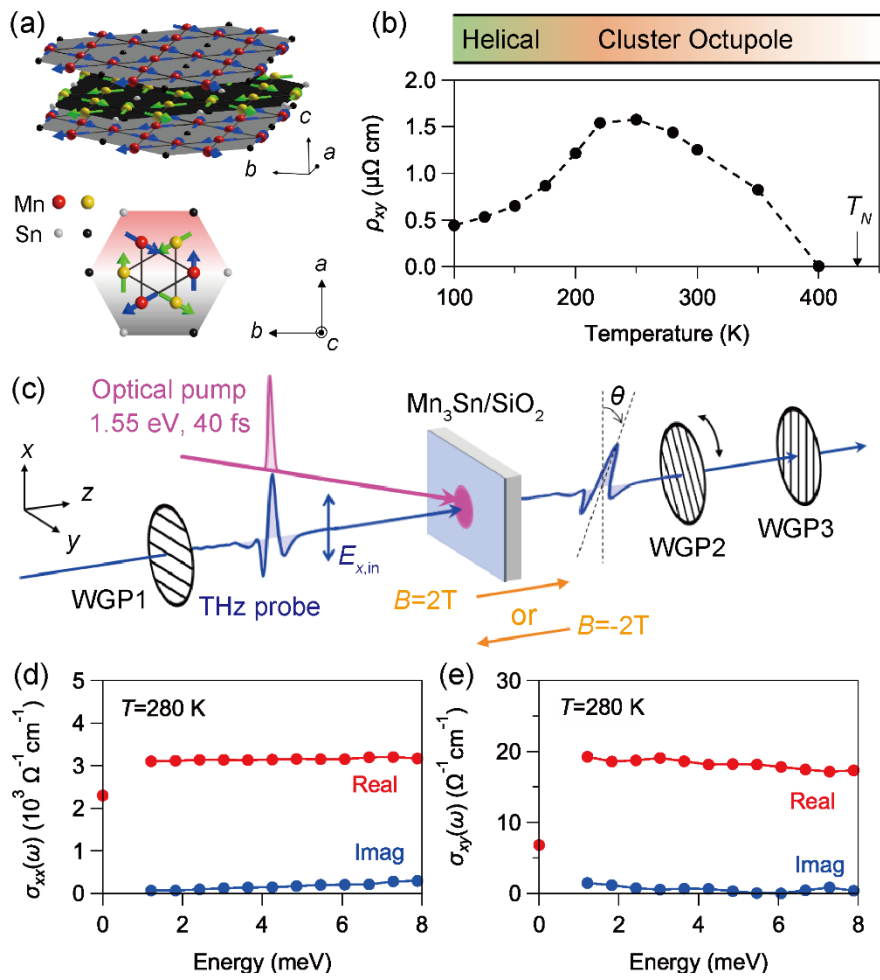 (a)
c
a
b
Mn
Sn
a
b
c
(b)
Helical Cluster Octupole
ρxy (μΩ cm)
2.0
1.5
1.0
0.5
0.0
TN
100 200 300 400
Temperature (K)
(c)
Optical pump
1.55 eV, 40 fs
Mn3Sn/SiO2
θ
x
z
y
WGP1
Ex,in
THz probe
B=2T
or
B=-2T
WGP2
WGP3
(d)
σxx(ω) (10³ Ω⁻¹cm⁻¹)
5
4
3
2
1
0
T=280 K
Real
Imag
0 2 4 6 8
Energy (meV)
(e)
σxy(ω) (Ω⁻¹cm⁻¹)
30
20
10
0
T=280 K
Real
Imag
0 2 4 6 8
Energy (meV)